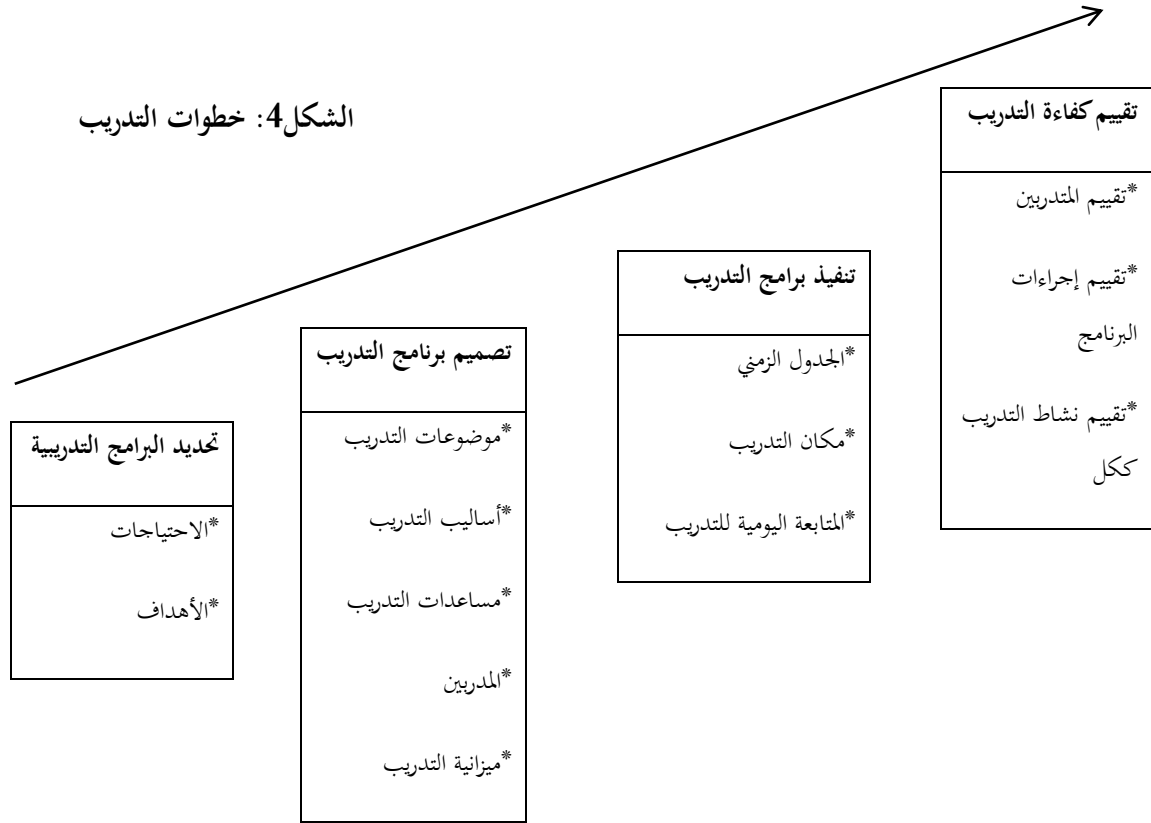 الشكل4: خطوات التدريب
تحديد البرامج التدريبية
*الاحتياجات
*الأهداف
تصميم برنامج التدريب
*موضوعات التدريب
*أساليب التدريب
*مساعدات التدريب
*المدربين
*ميزانية التدريب
تنفيذ برامج التدريب
*الجدول الزمني
*مكان التدريب
*المتابعة اليومية للتدريب
تقييم كفاءة التدريب
*تقييم المتدربين
*تقييم إجراءات
البرنامج
*تقييم نشاط التدريب
ككل